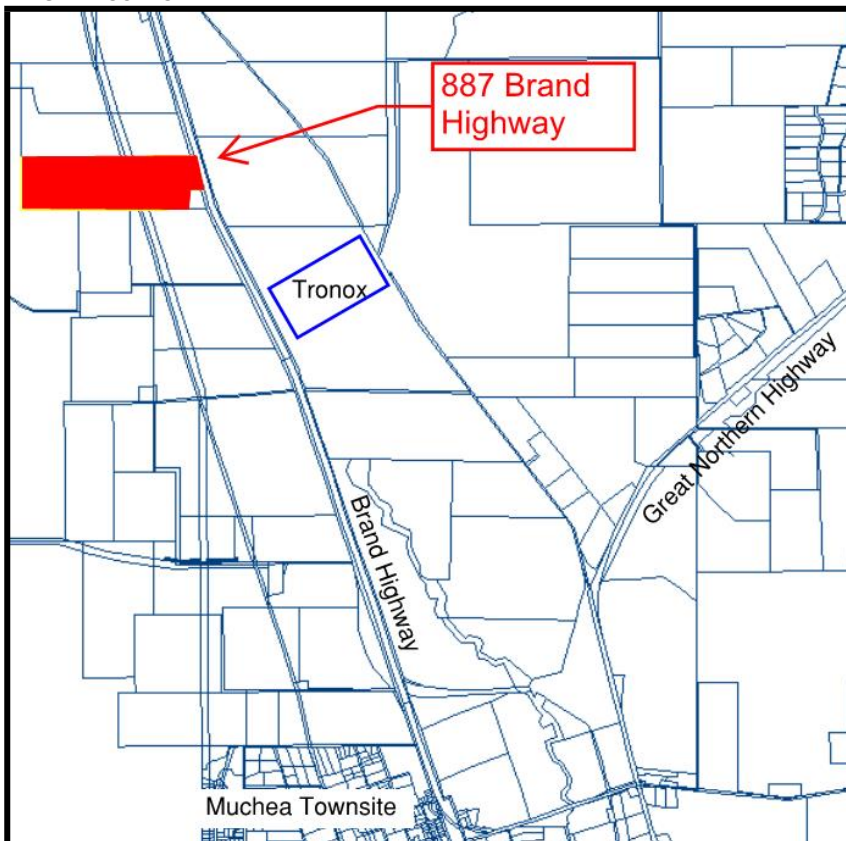 887 Brand
Highway
Tronox
Great Northern Highway
Brand Highway
Muchea Townsite